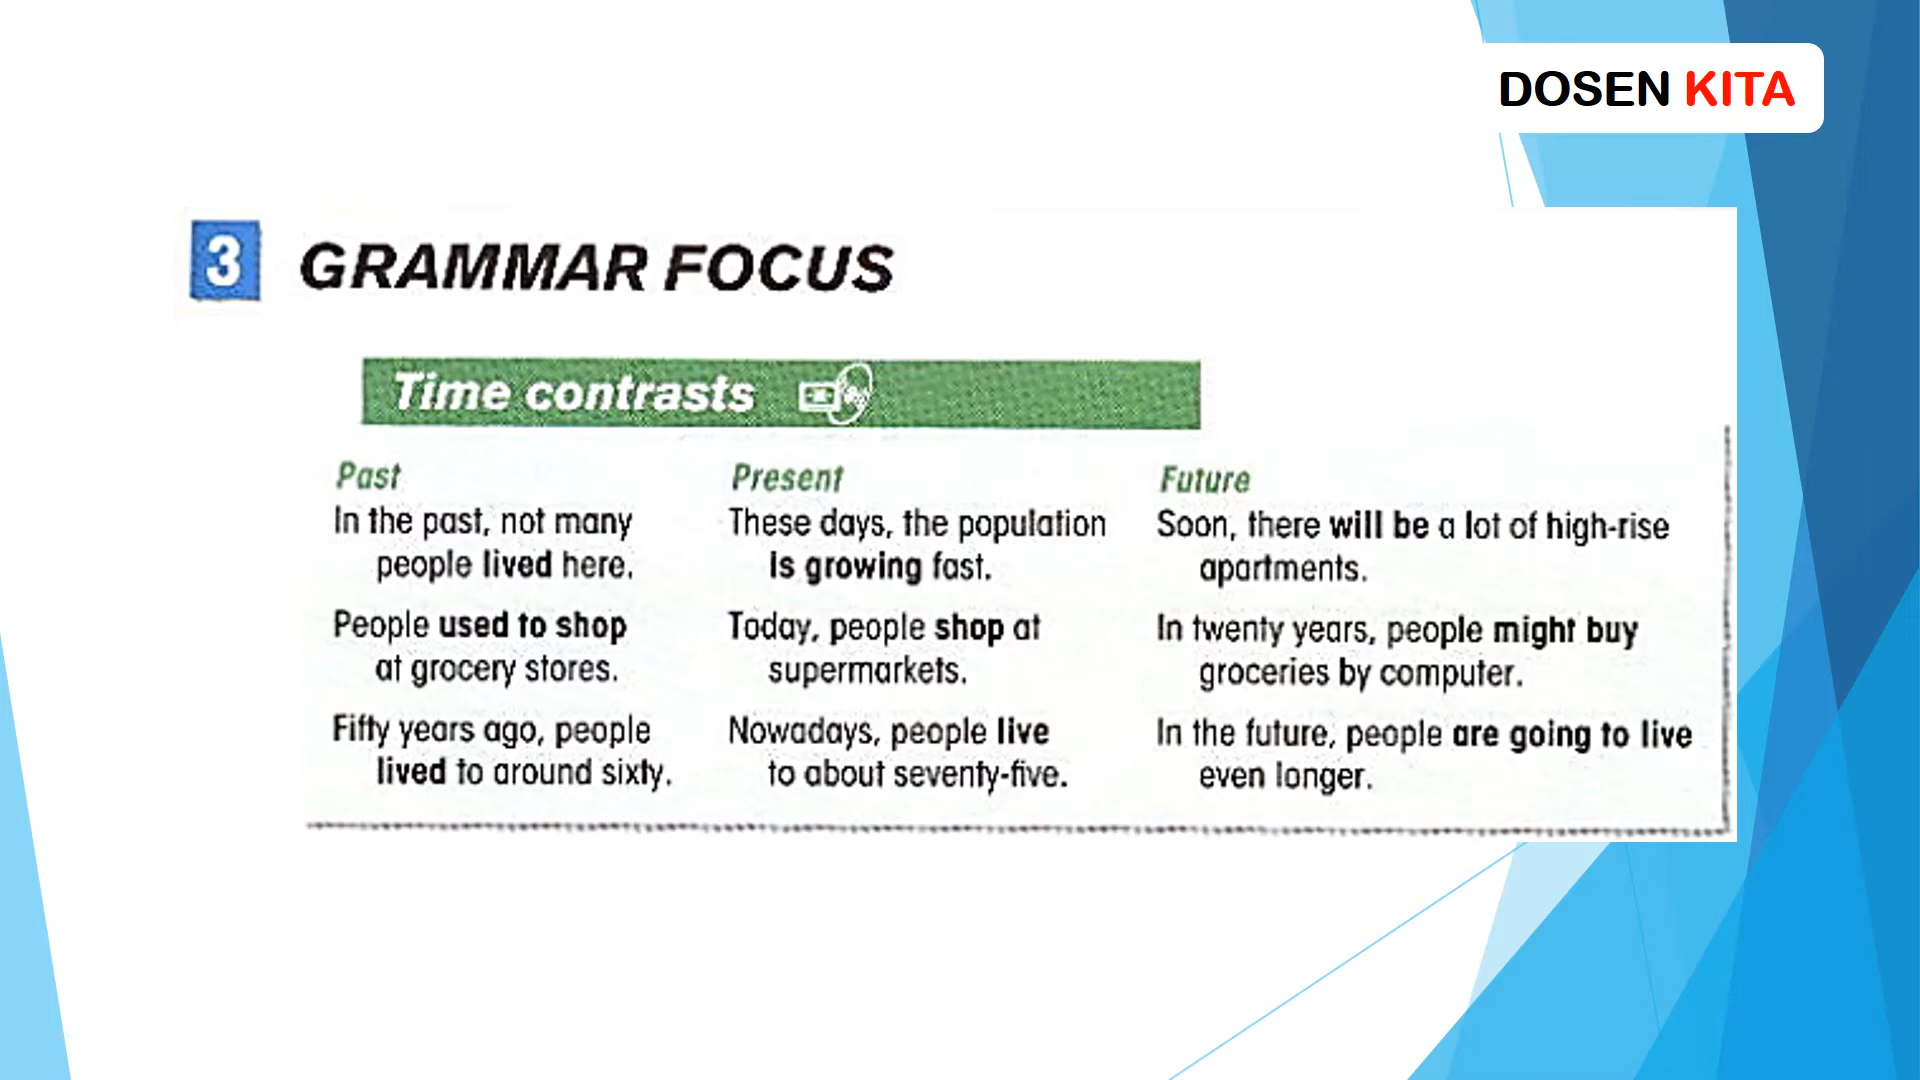 DOSEN KITA
3 GRAMMAR FOCUS
Time contrasts
Past
In the past, not many
people lived here.
People used to shop
at grocery stores.
Fifty years ago, people
lived to around sixty.
Present
These days, the population
is growing fast.
Today, people shop at
supermarkets.
Nowadays, people live
to about seventy-five.
Future
Soon, there will be a lot of high-rise
apartments.
In twenty years, people might buy
groceries by computer.
In the future, people are going to live
even longer.